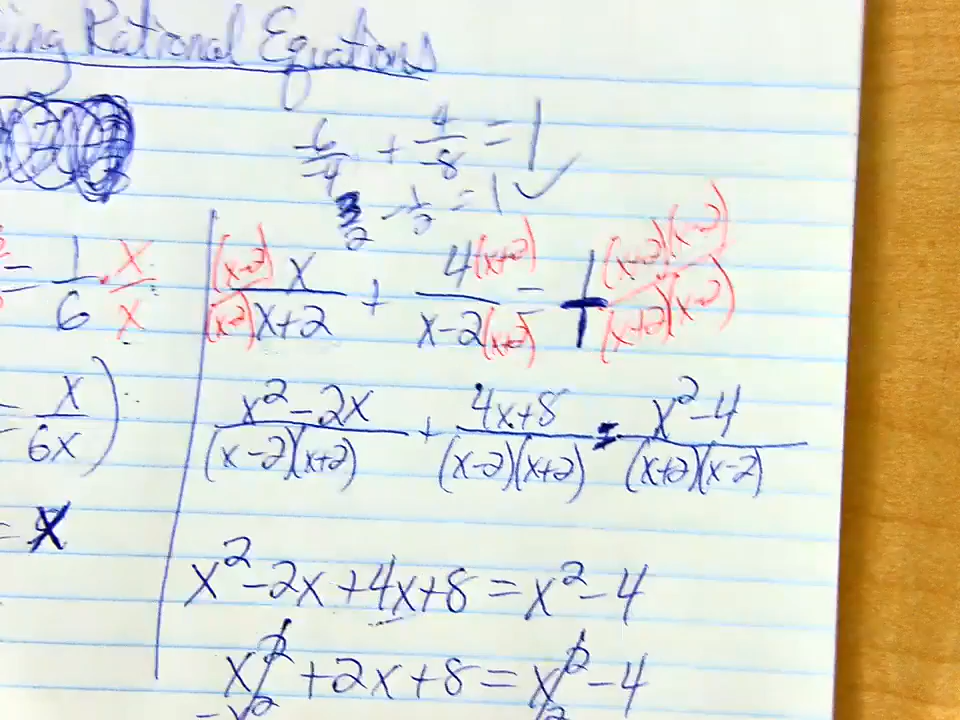 Rational Equations
-6/-4 + 4/-8 = 1
3/2 - 1/2 = 1 ✓
= 1/6 · x/x
(x-2)x/(x-2)x+2 + 4(x+2)/x-2(x+2) = 1/1 (x+2)(x-2)/(x+2)(x-2)
= x/6x)
x²-2x/(x-2)(x+2) + 4x+8/(x-2)(x+2) = x²-4/(x+2)(x-2)
= x
x²-2x+4x+8 = x²-4
x²+2x+8 = x²-4
-x²